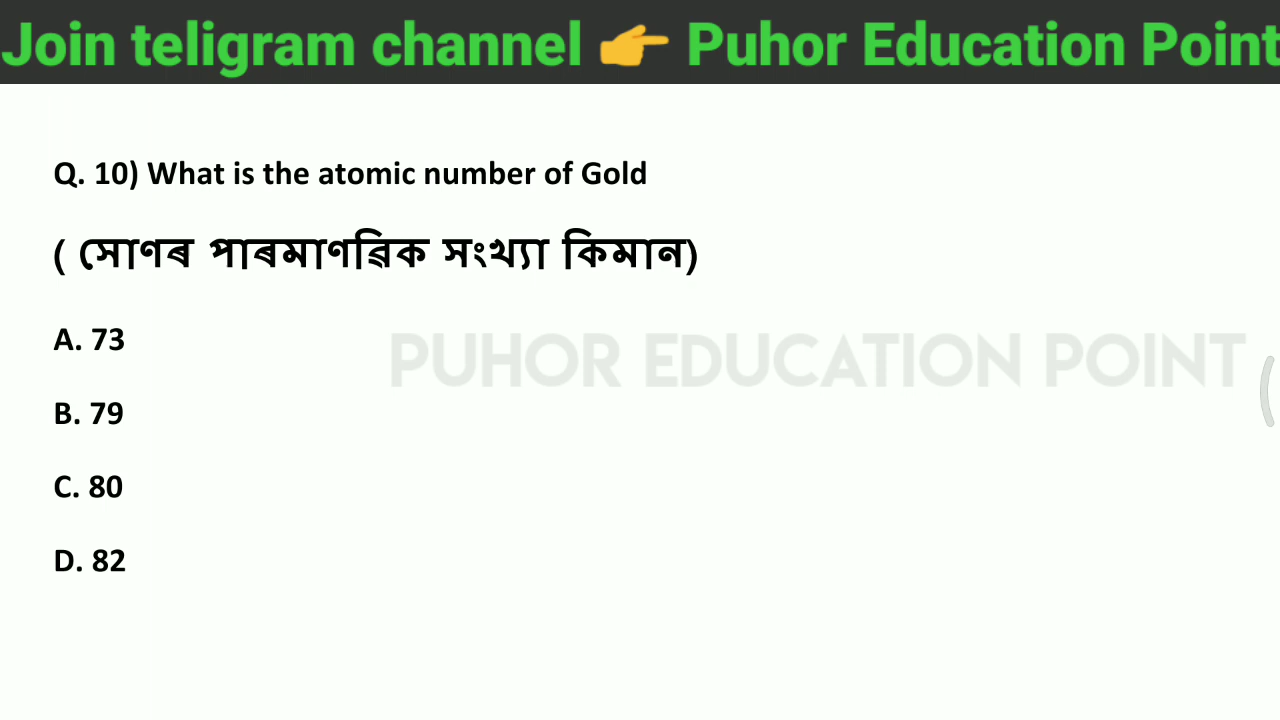 Join teligram channel 👉 Puhor Education Point
Q. 10) What is the atomic number of Gold
( সোণৰ পাৰমাণৱিক সংখ্যা কিমান)
A. 73
PUHOR EDUCATION POINT
B. 79
C. 80
D. 82